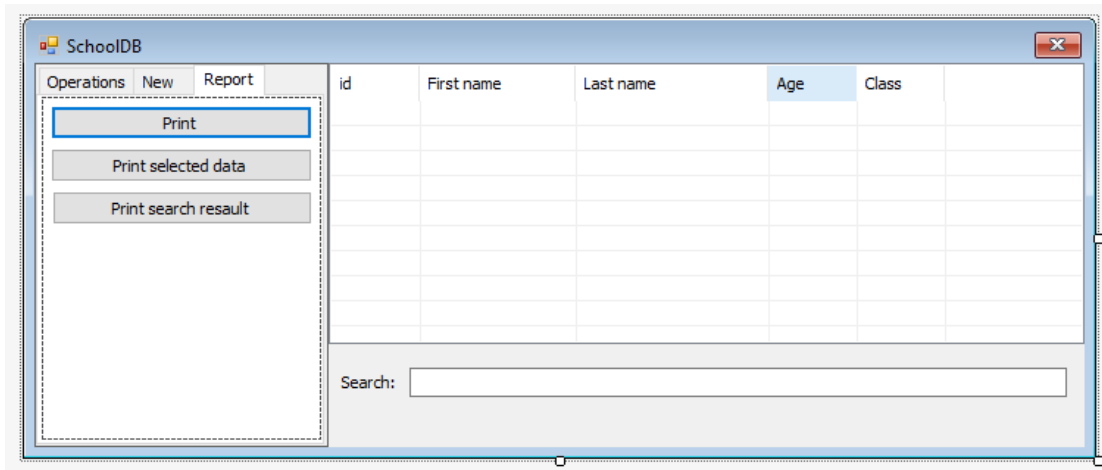 SchoolDB
Operations New Report
id First name Last name Age Class
Print
Print selected data
Print search resault
Search: